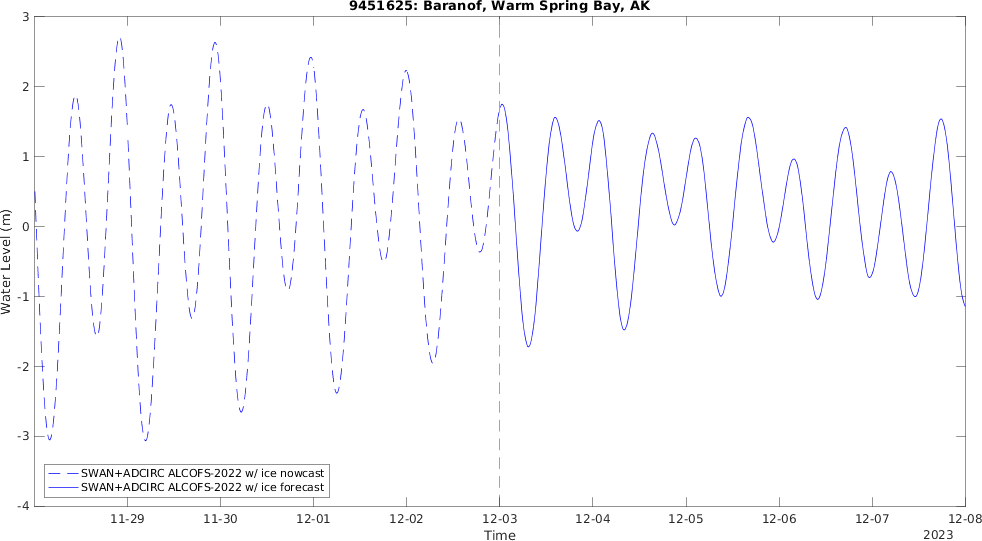 9451625: Baranof, Warm Spring Bay, AK
3
2
1
0
-1
-2
-3
-4
Water Level (m)
SWAN+ADCIRC ALCOFS-2022 w/ ice nowcast
SWAN+ADCIRC ALCOFS-2022 w/ ice forecast
11-29 11-30 12-01 12-02 12-03 12-04 12-05 12-06 12-07 12-08
Time
2023